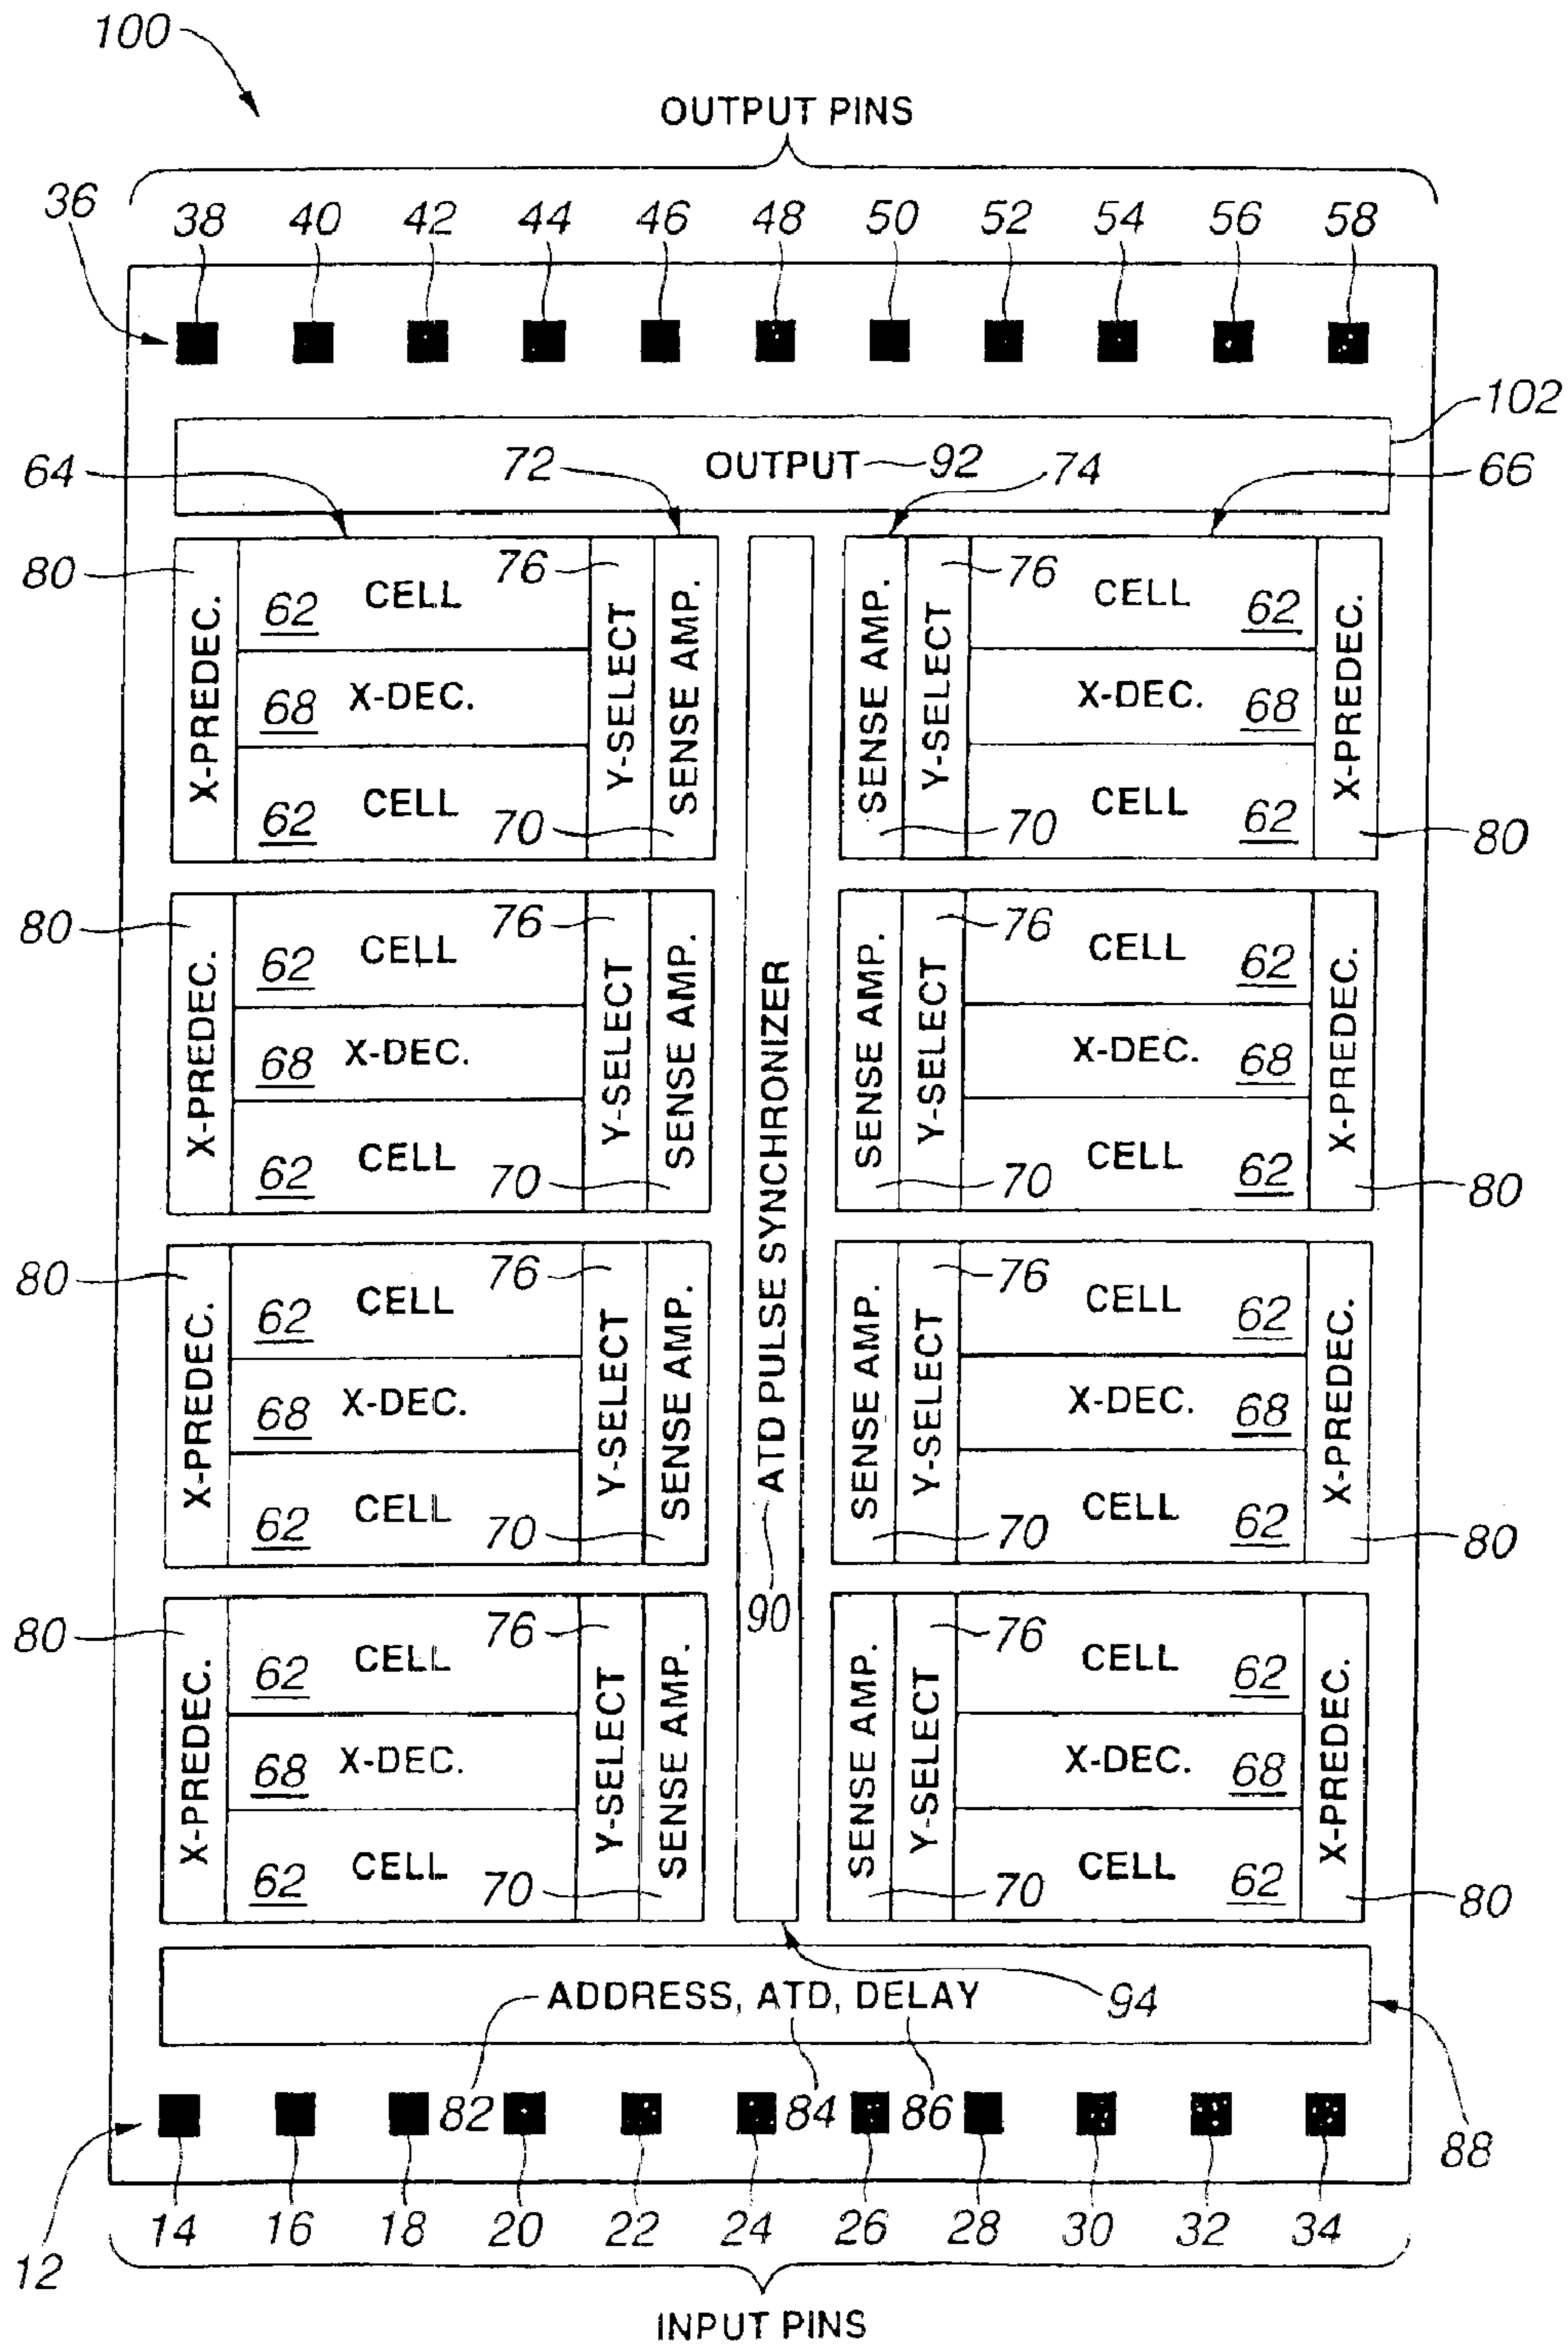 100
OUTPUT PINS
36 38 40 42 44 46 48 50 52 54 56 58
102
64 72 OUTPUT 92 74 66
80 X-PREDEC. 62 CELL 76 Y-SELECT SENSE AMP. SENSE AMP. Y-SELECT 76 CELL 62 X-PREDEC.
68 X-DEC. X-DEC. 68
62 CELL 70 70 CELL 62 80
80 X-PREDEC. 62 CELL 76 Y-SELECT SENSE AMP. SENSE AMP. Y-SELECT 76 CELL 62 X-PREDEC.
68 X-DEC. X-DEC. 68
62 CELL 70 70 CELL 62 80
ATD PULSE SYNCHRONIZER
80 X-PREDEC. 62 CELL 76 Y-SELECT SENSE AMP. SENSE AMP. Y-SELECT 76 CELL 62 X-PREDEC.
68 X-DEC. X-DEC. 68
62 CELL 70 70 CELL 62 80
90
80 X-PREDEC. 62 CELL 76 Y-SELECT SENSE AMP. SENSE AMP. Y-SELECT 76 CELL 62 X-PREDEC.
68 X-DEC. X-DEC. 68
62 CELL 70 70 CELL 62 80
ADDRESS, ATD, DELAY 94
82 84 86 88
14 16 18 20 22 24 26 28 30 32 34
12
INPUT PINS